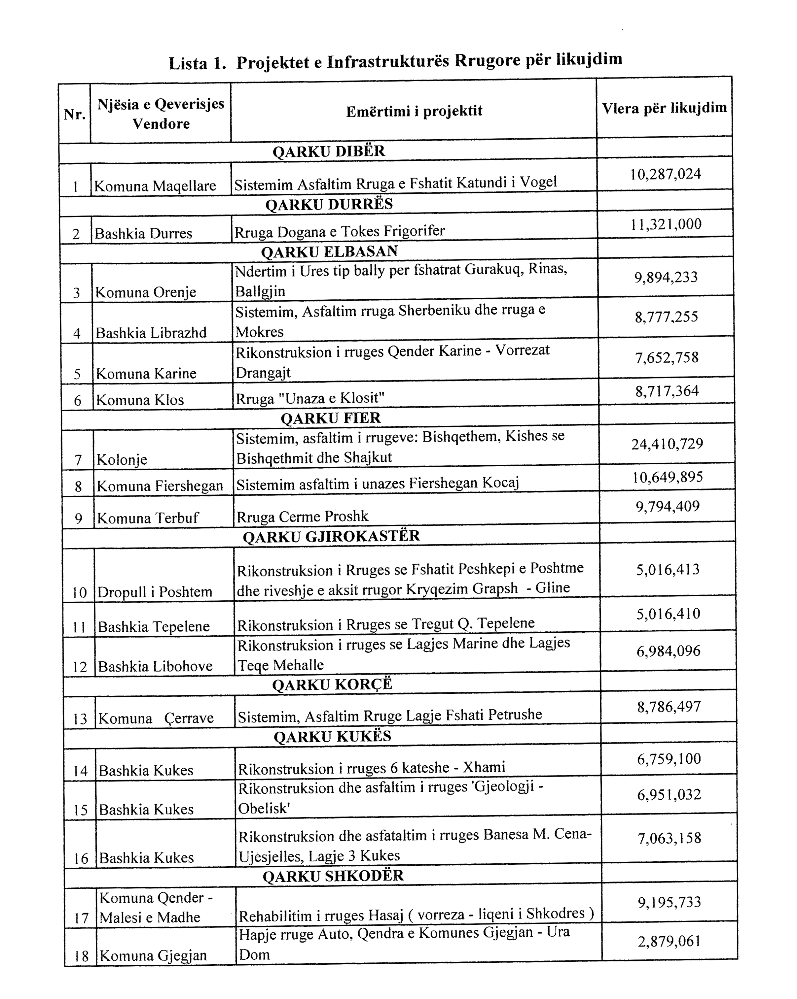 Lista 1. Projektet e Infrastrukturës Rrugore për likujdim
Nr.
Njësia e Qeverisjes
Vendore
Emërtimi i projektit
Vlera për likujdim
QARKU DIBËR
1 Komuna Maqellare Sistemim Asfaltim Rruga e Fshatit Katundi i Vogel 10,287,024
QARKU DURRËS
2 Bashkia Durres Rruga Dogana e Tokes Frigorifer 11,321,000
QARKU ELBASAN
Ndertim i Ures tip bally per fshatrat Gurakuq, Rinas, 9,894,233
3 Komuna Orenje Ballgjin
Sistemim, Asfaltim rruga Sherbeniku dhe rruga e 8,777,255
4 Bashkia Librazhd Mokres
Rikonstruksion i rruges Qender Karine - Vorrezat 7,652,758
5 Komuna Karine Drangajt
6 Komuna Klos Rruga "Unaza e Klosit" 8,717,364
QARKU FIER
Sistemim, asfaltim i rrugeve: Bishqethem, Kishes se 24,410,729
7 Kolonje Bishqethmit dhe Shajkut
8 Komuna Fiershegan Sistemim asfaltim i unazes Fiershegan Kocaj 10,649,895
9 Komuna Terbuf Rruga Cerme Proshk 9,794,409
QARKU GJIROKASTËR
Rikonstruksion i Rruges se Fshatit Peshkepi e Poshtme 5,016,413
10 Dropull i Poshtem dhe riveshje e aksit rrugor Kryqezim Grapsh - Gline
11 Bashkia Tepelene Rikonstruksion i Rruges se Tregut Q. Tepelene 5,016,410
Rikonstruksion i rruges se Lagjes Marine dhe Lagjes 6,984,096
12 Bashkia Libohove Teqe Mehalle
QARKU KORÇË
13 Komuna Çerrave Sistemim, Asfaltim Rruge Lagje Fshati Petrushe 8,786,497
QARKU KUKËS
14 Bashkia Kukes Rikonstruksion i rruges 6 kateshe - Xhami 6,759,100
Rikonstruksion dhe asfaltim i rruges 'Gjeologji - 6,951,032
15 Bashkia Kukes Obelisk'
Rikonstruksion dhe asfataltim i rruges Banesa M. Cena- 7,063,158
16 Bashkia Kukes Ujesjelles, Lagje 3 Kukes
QARKU SHKODËR
Komuna Qender - 9,195,733
17 Malesi e Madhe Rehabilitim i rruges Hasaj ( vorreza - liqeni i Shkodres )
Hapje rruge Auto, Qendra e Komunes Gjegjan - Ura 2,879,061
18 Komuna Gjegjan Dom